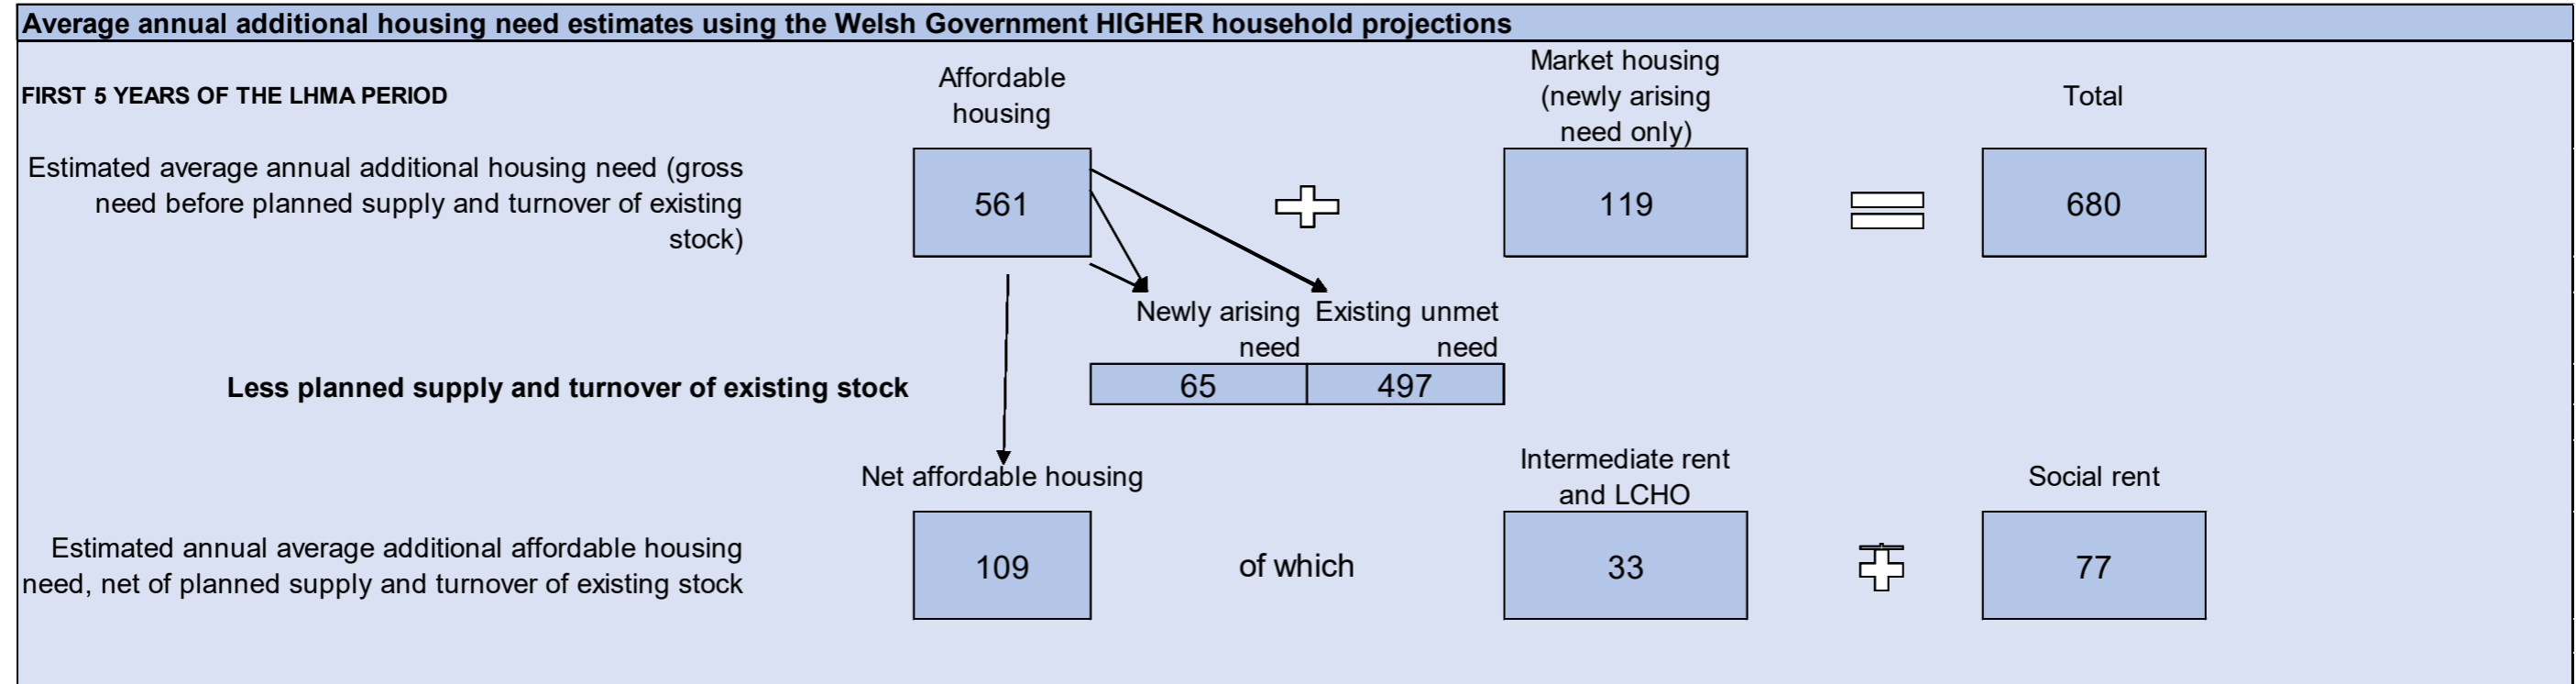 Average annual additional housing need estimates using the Welsh Government HIGHER household projections
FIRST 5 YEARS OF THE LHMA PERIOD
Affordable
housing
Market housing
(newly arising
need only)
Total
Estimated average annual additional housing need (gross
need before planned supply and turnover of existing
stock)
561
119
680
Newly arising
need
Existing unmet
need
Less planned supply and turnover of existing stock
65
497
Net affordable housing
Intermediate rent
and LCHO
Social rent
Estimated annual average additional affordable housing
need, net of planned supply and turnover of existing stock
109
of which
33
77